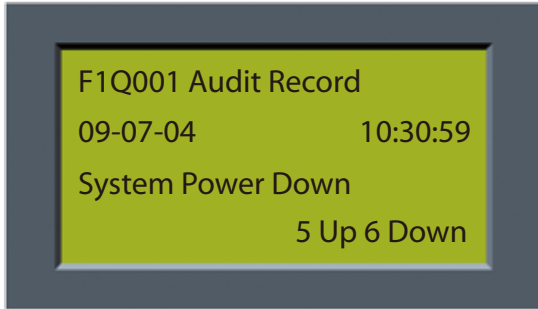 F1Q001 Audit Record
09-07-04 10:30:59
System Power Down
5 Up 6 Down